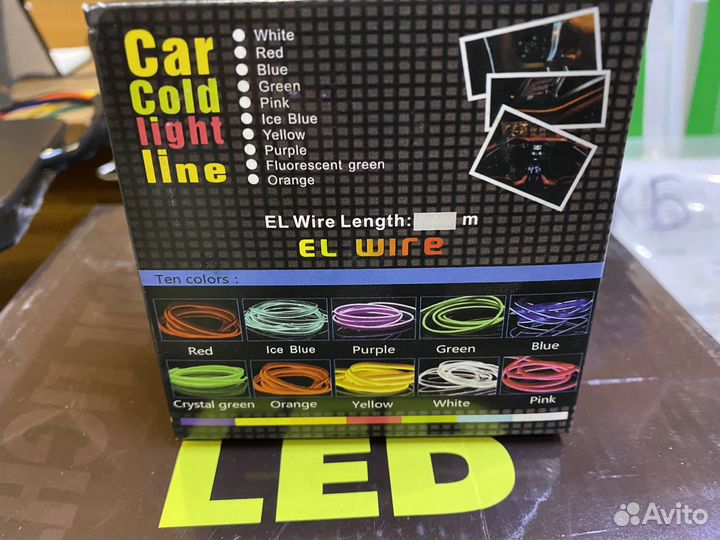 Car
Cold
light
line
White
Red
Blue
Green
Pink
Ice Blue
Yellow
Purple
Fluorescent green
Orange
EL Wire Length: m
EL WIRE
Ten colors :
Red
Ice Blue
Purple
Green
Blue
Crystal green
Orange
Yellow
White
Pink
LED
Avito